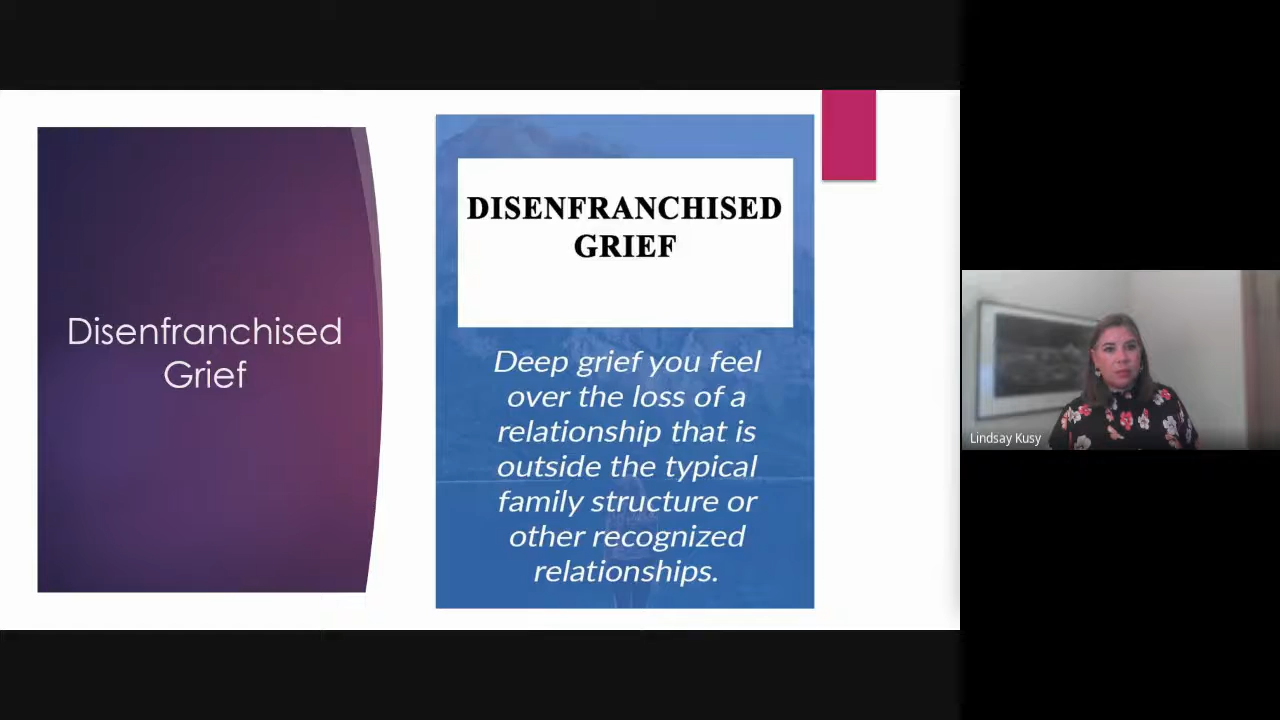 Disenfranchised
Grief
DISENFRANCHISED
GRIEF
Deep grief you feel
over the loss of a
relationship that is
outside the typical
family structure or
other recognized
relationships.
Lindsay Kusy